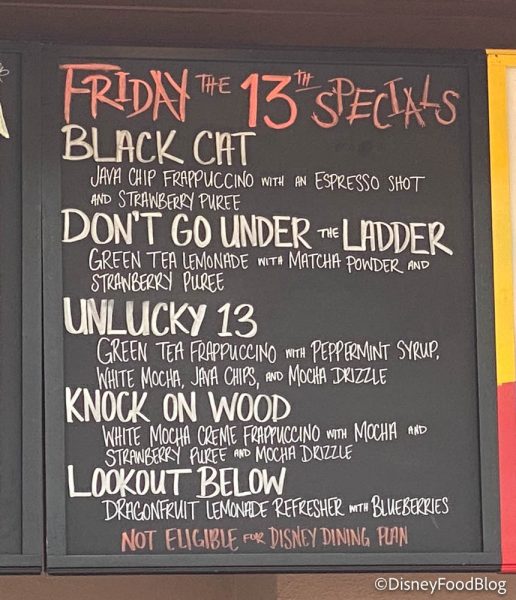 FRIDAY THE 13TH SPECIALS
BLACK CAT
JAVA CHIP FRAPPUCCINO WITH AN ESPRESSO SHOT
AND STRAWBERRY PUREE
DON'T GO UNDER THE LADDER
GREEN TEA LEMONADE WITH MATCHA POWDER AND
STRANBERRY PUREE
UNLUCKY 13
GREEN TEA FRAPPUCCINO WITH PEPPERMINT SYRUP,
WHITE MOCHA, JAVA CHIPS, AND MOCHA DRIZZLE
KNOCK ON WOOD
WHITE MOCHA CREME FRAPPUCCINO WITH MOCHA AND
STRAWBERRY PUREE AND MOCHA DRIZZLE
LOOKOUT BELOW
DRAGONFRUIT LEMONADE REFRESHER WITH BLUEBERRIES
NOT ELIGIBLE FOR DISNEY DINING PLAN
©DisneyFoodBlog